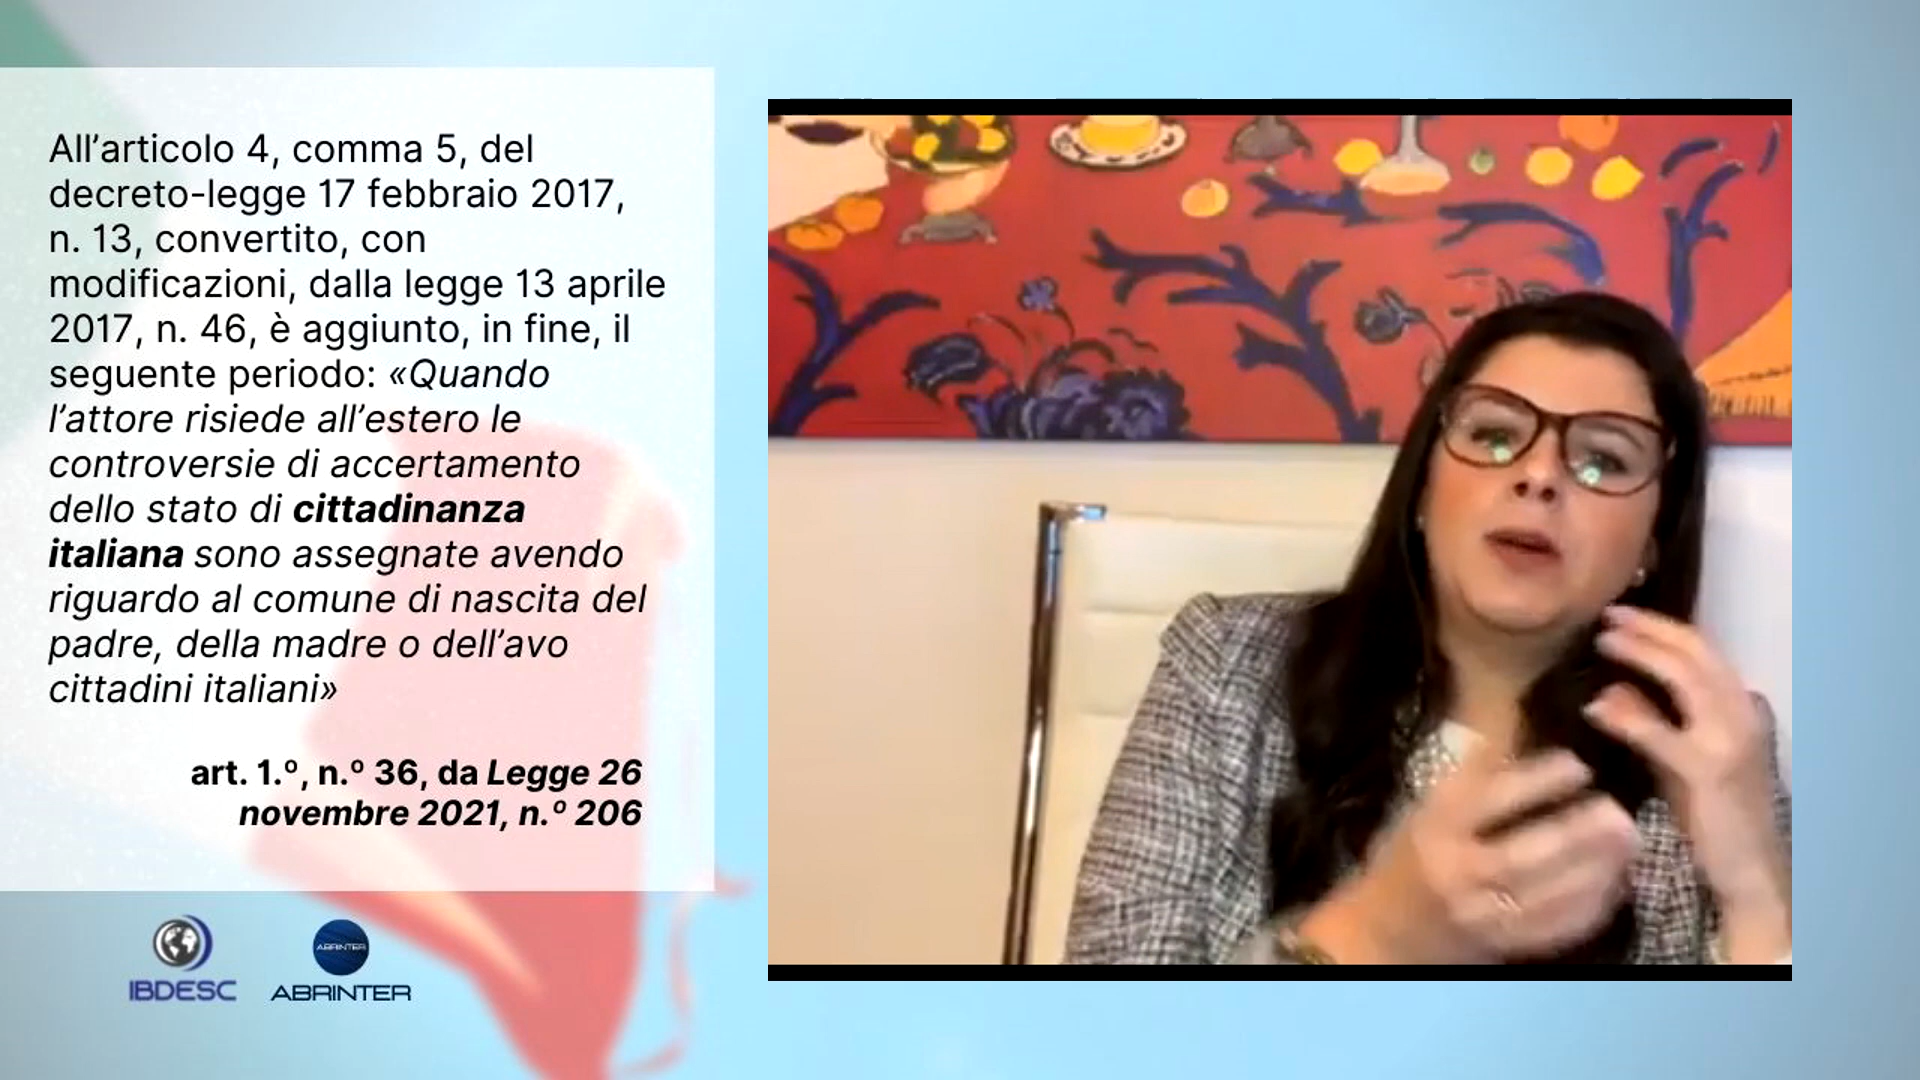 All’articolo 4, comma 5, del
decreto-legge 17 febbraio 2017,
n. 13, convertito, con
modificazioni, dalla legge 13 aprile
2017, n. 46, è aggiunto, in fine, il
seguente periodo: «Quando
l’attore risiede all’estero le
controversie di accertamento
dello stato di cittadinanza
italiana sono assegnate avendo
riguardo al comune di nascita del
padre, della madre o dell’avo
cittadini italiani»
art. 1.º, n.º 36, da Legge 26
novembre 2021, n.º 206
IBDESC
ABRINTER
ABRINTER